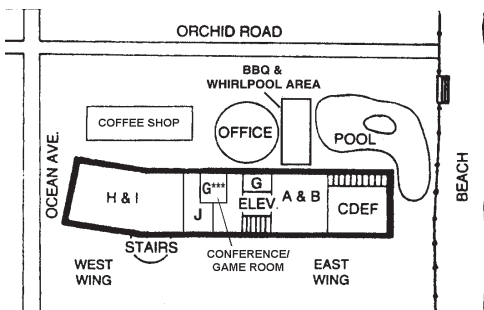 ORCHID ROAD
BBQ &
WHIRLPOOL AREA
COFFEE SHOP
OFFICE
POOL
OCEAN AVE.
BEACH
H & I
G***
J
G
ELEV.
A & B
CDEF
STAIRS
CONFERENCE/
GAME ROOM
WEST
WING
EAST
WING